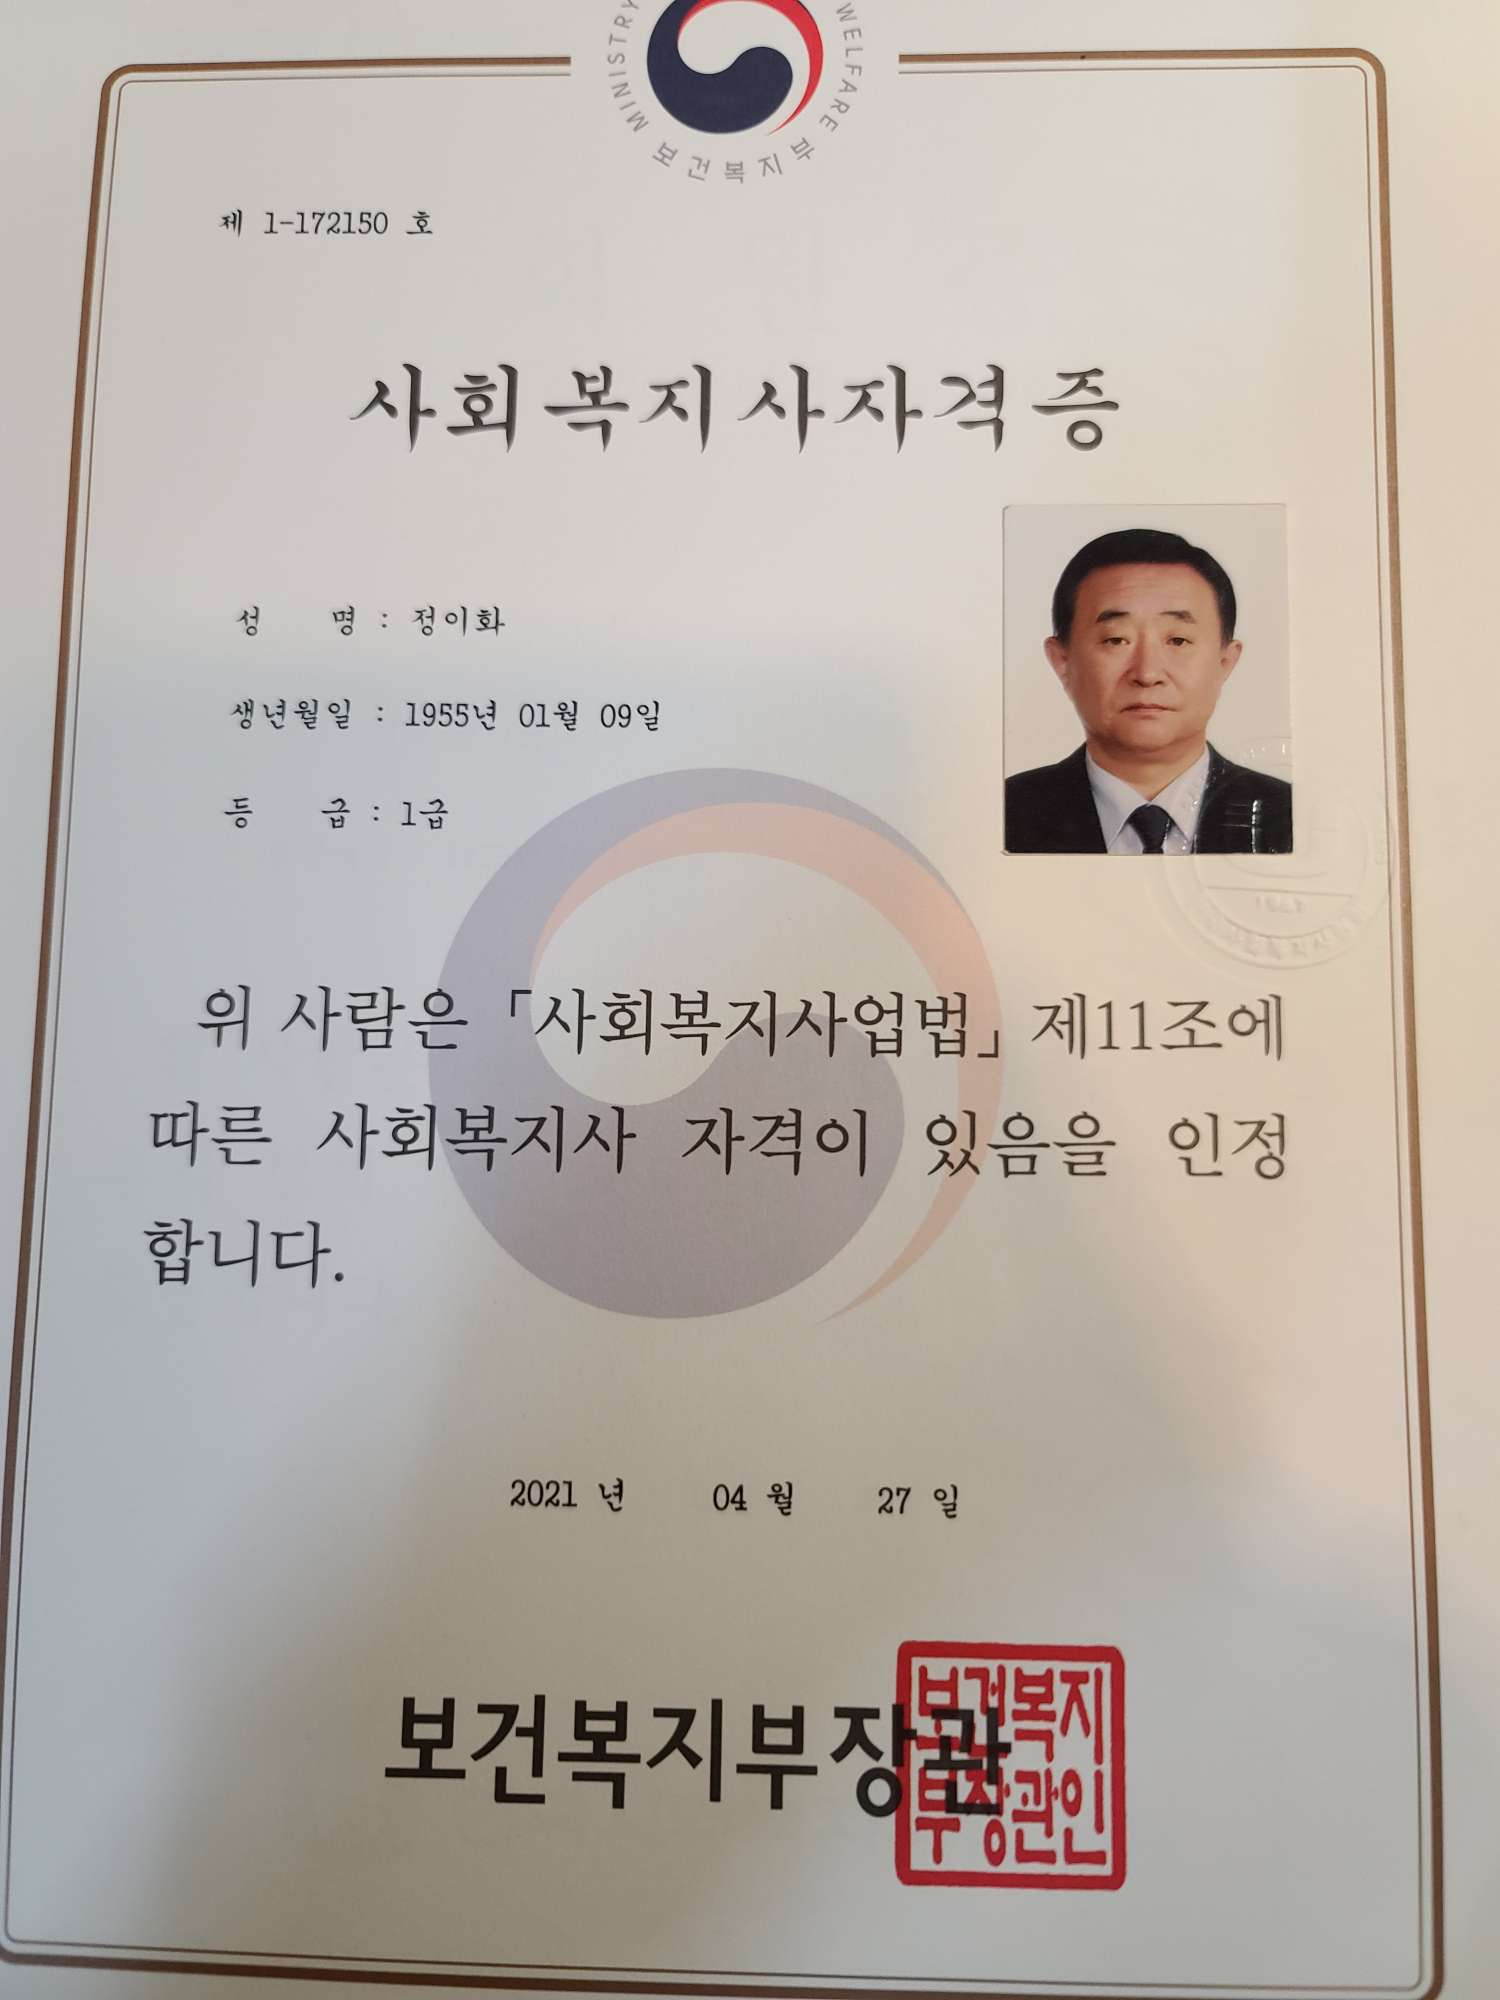 MINISTRY
WELFARE
보건복지부
제 1-172150 호
사회복지사자격증
성 명 : 정이화
생년월일 : 1955년 01월 09일
등 급 : 1급
위 사람은 「사회복지사업법」 제11조에
따른 사회복지사 자격이 있음을 인정
합니다.
2021 년 04 월 27 일
보건복지부장관
보건복지
부장관인